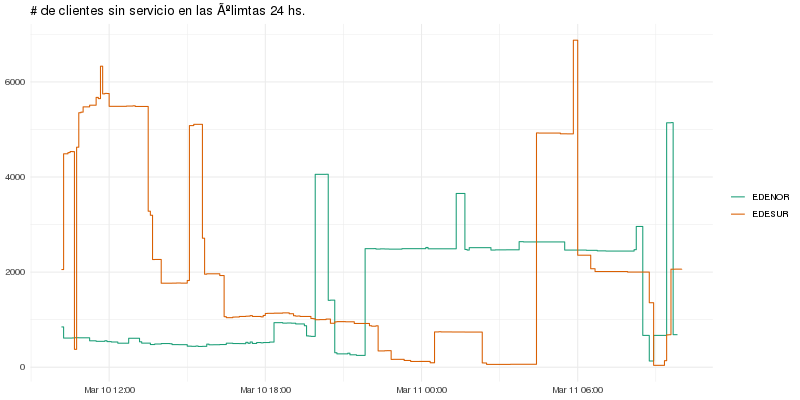 # de clientes sin servicio en las Ãºlimtas 24 hs.
6000
4000
2000
0
Mar 10 12:00
Mar 10 18:00
Mar 11 00:00
Mar 11 06:00
EDENOR
EDESUR